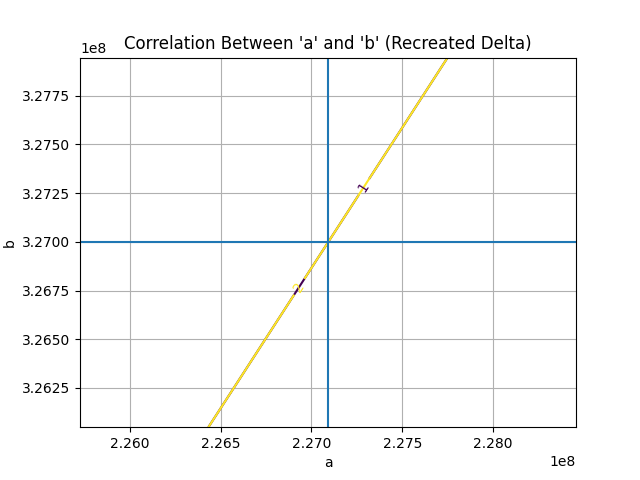 Correlation Between 'a' and 'b' (Recreated Delta)
1e8
3.2775
3.2750
3.2725
3.2700
3.2675
3.2650
3.2625
b
1
2.260 2.265 2.270 2.275 2.280
a
1e8